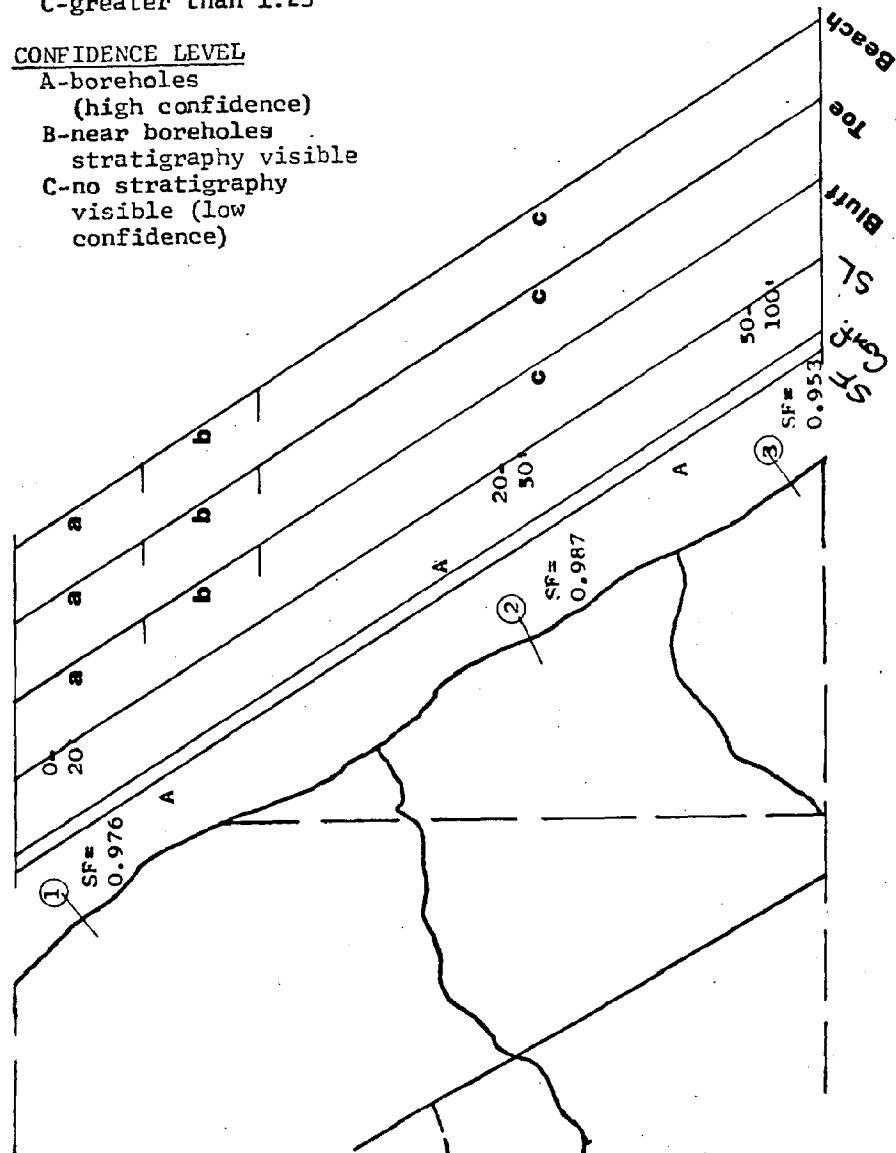 C-greater than 1.25
CONFIDENCE LEVEL
A-boreholes
(high confidence)
B-near boreholes
stratigraphy visible
C-no stratigraphy
visible (low
confidence)
Beach
Toe
Bluff
SL
Conf.
SF
a
b
c
a
b
c
a
b
c
0-
20'
20-
50'
50-
100'
A
A
A
1
SF=
0.976
2
SF=
0.987
3
SF=
0.953